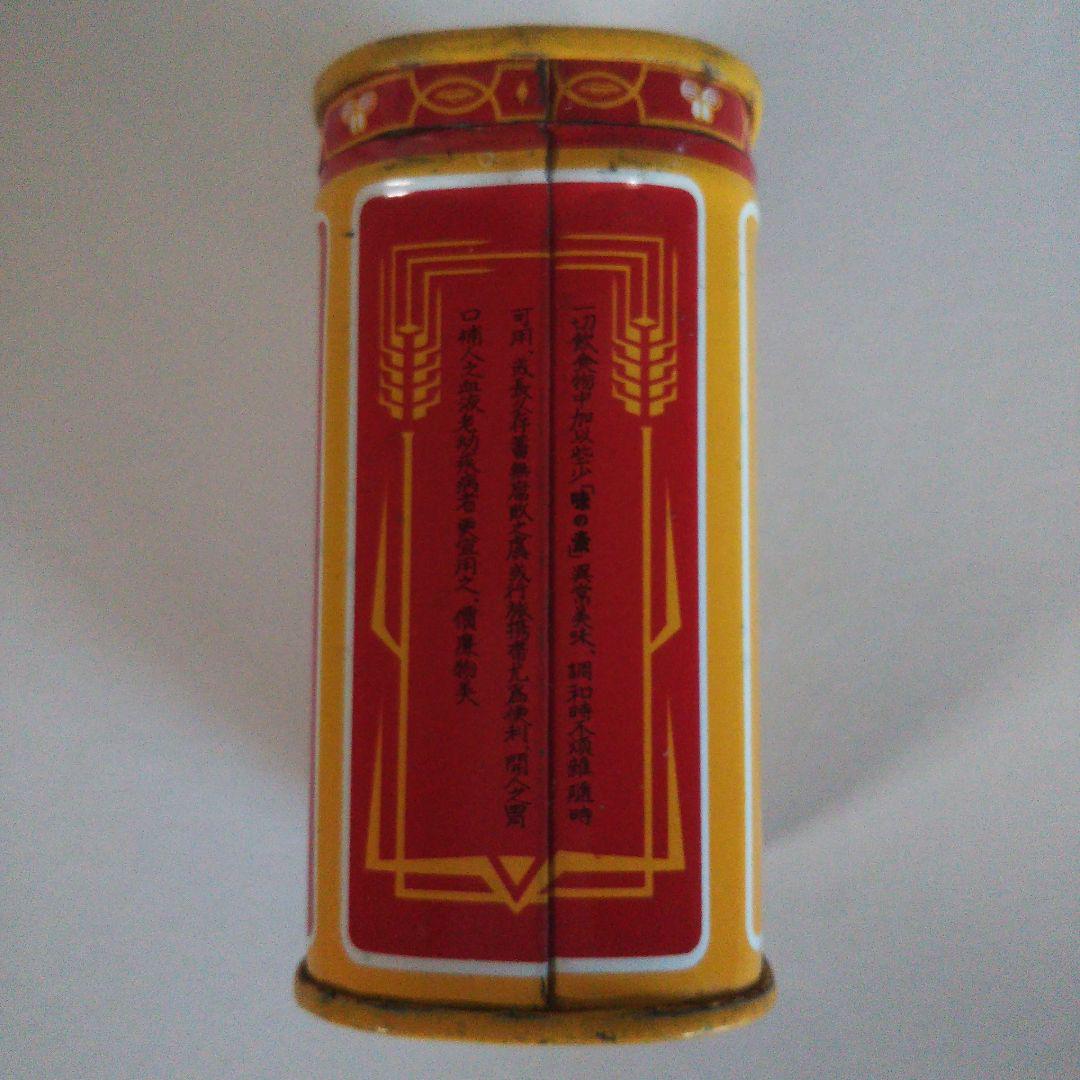 一切飲食物中加以些少「味の素」異常美味、調和時不煩雑隨時
可用、或長久存蓄無腐敗之虞或行旅携帶尤爲便利、開人之胃
口補人之血液老幼疾病者更宜用之、價廉物美